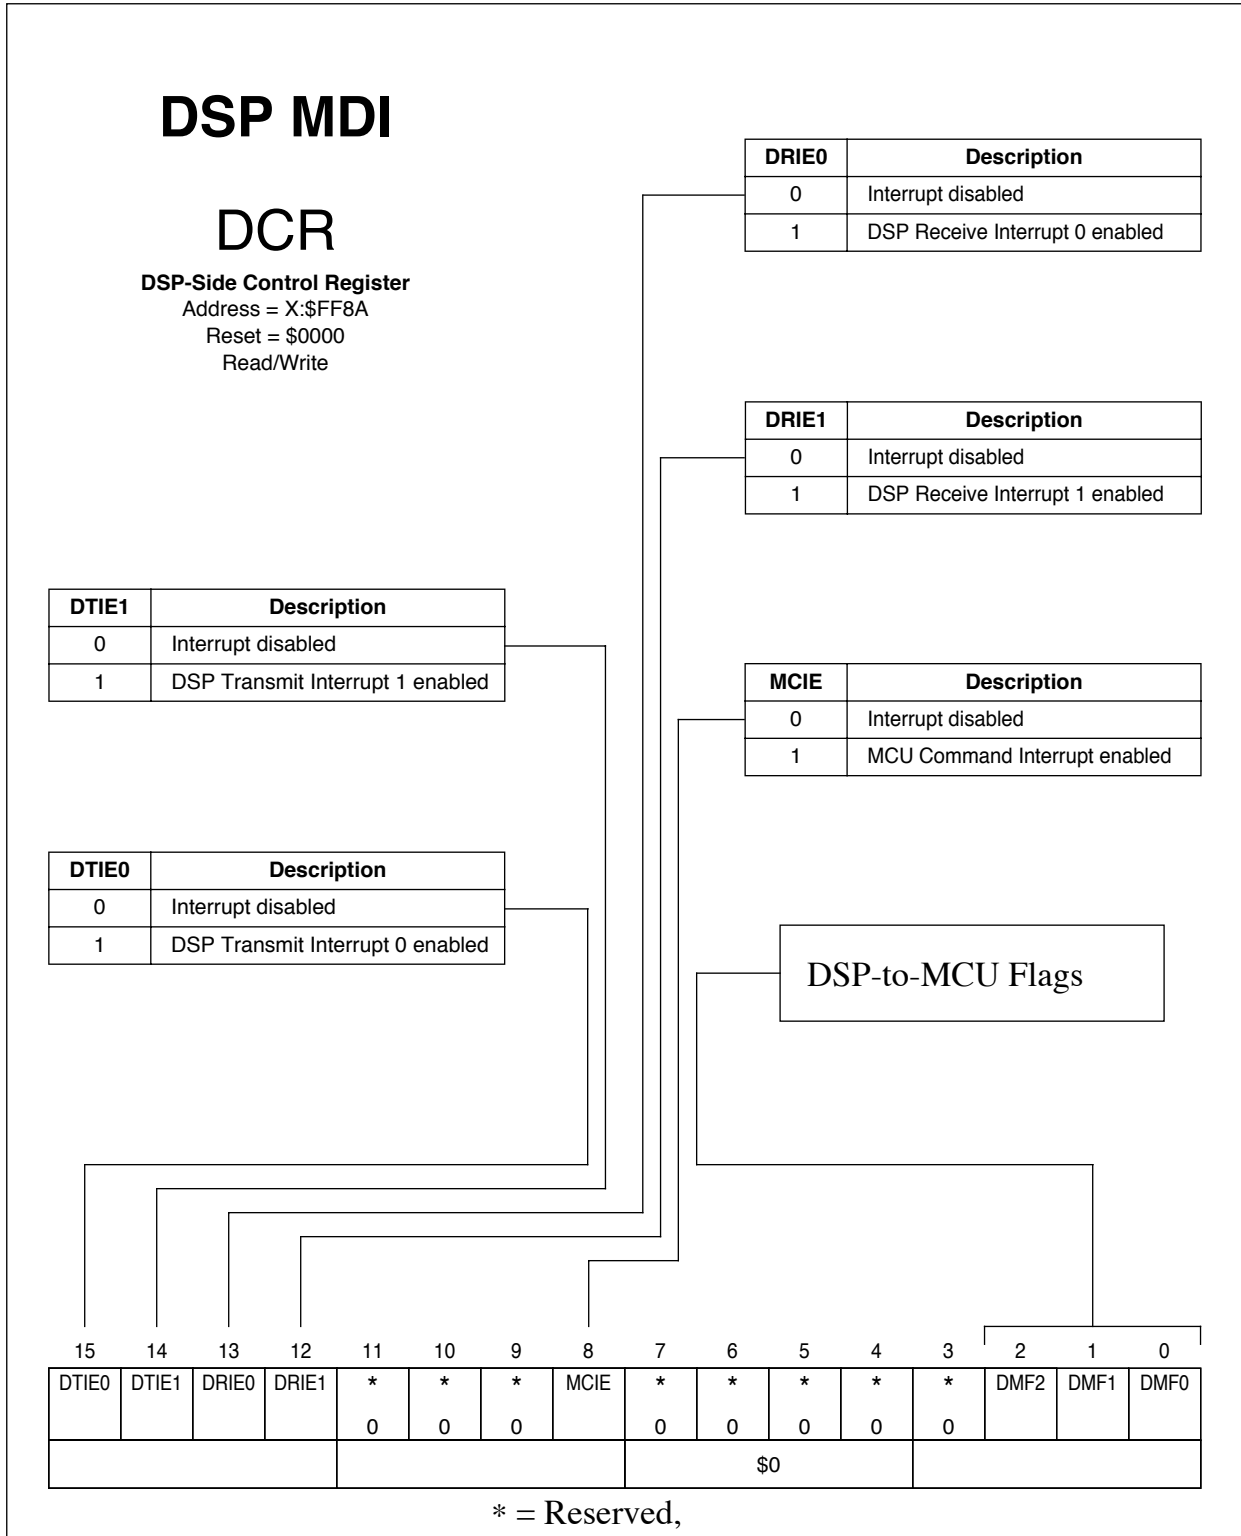 DSP MDI
DCR
DSP-Side Control Register
Address = X:$FF8A
Reset = $0000
Read/Write
DRIE0 Description
0 Interrupt disabled
1 DSP Receive Interrupt 0 enabled
DRIE1 Description
0 Interrupt disabled
1 DSP Receive Interrupt 1 enabled
DTIE1 Description
0 Interrupt disabled
1 DSP Transmit Interrupt 1 enabled
MCIE Description
0 Interrupt disabled
1 MCU Command Interrupt enabled
DTIE0 Description
0 Interrupt disabled
1 DSP Transmit Interrupt 0 enabled
DSP-to-MCU Flags
15 14 13 12 11 10 9 8 7 6 5 4 3 2 1 0
DTIE0 DTIE1 DRIE0 DRIE1 * * * MCIE * * * * * DMF2 DMF1 DMF0
0 0 0 0 0 0 0 0
$0
* = Reserved,